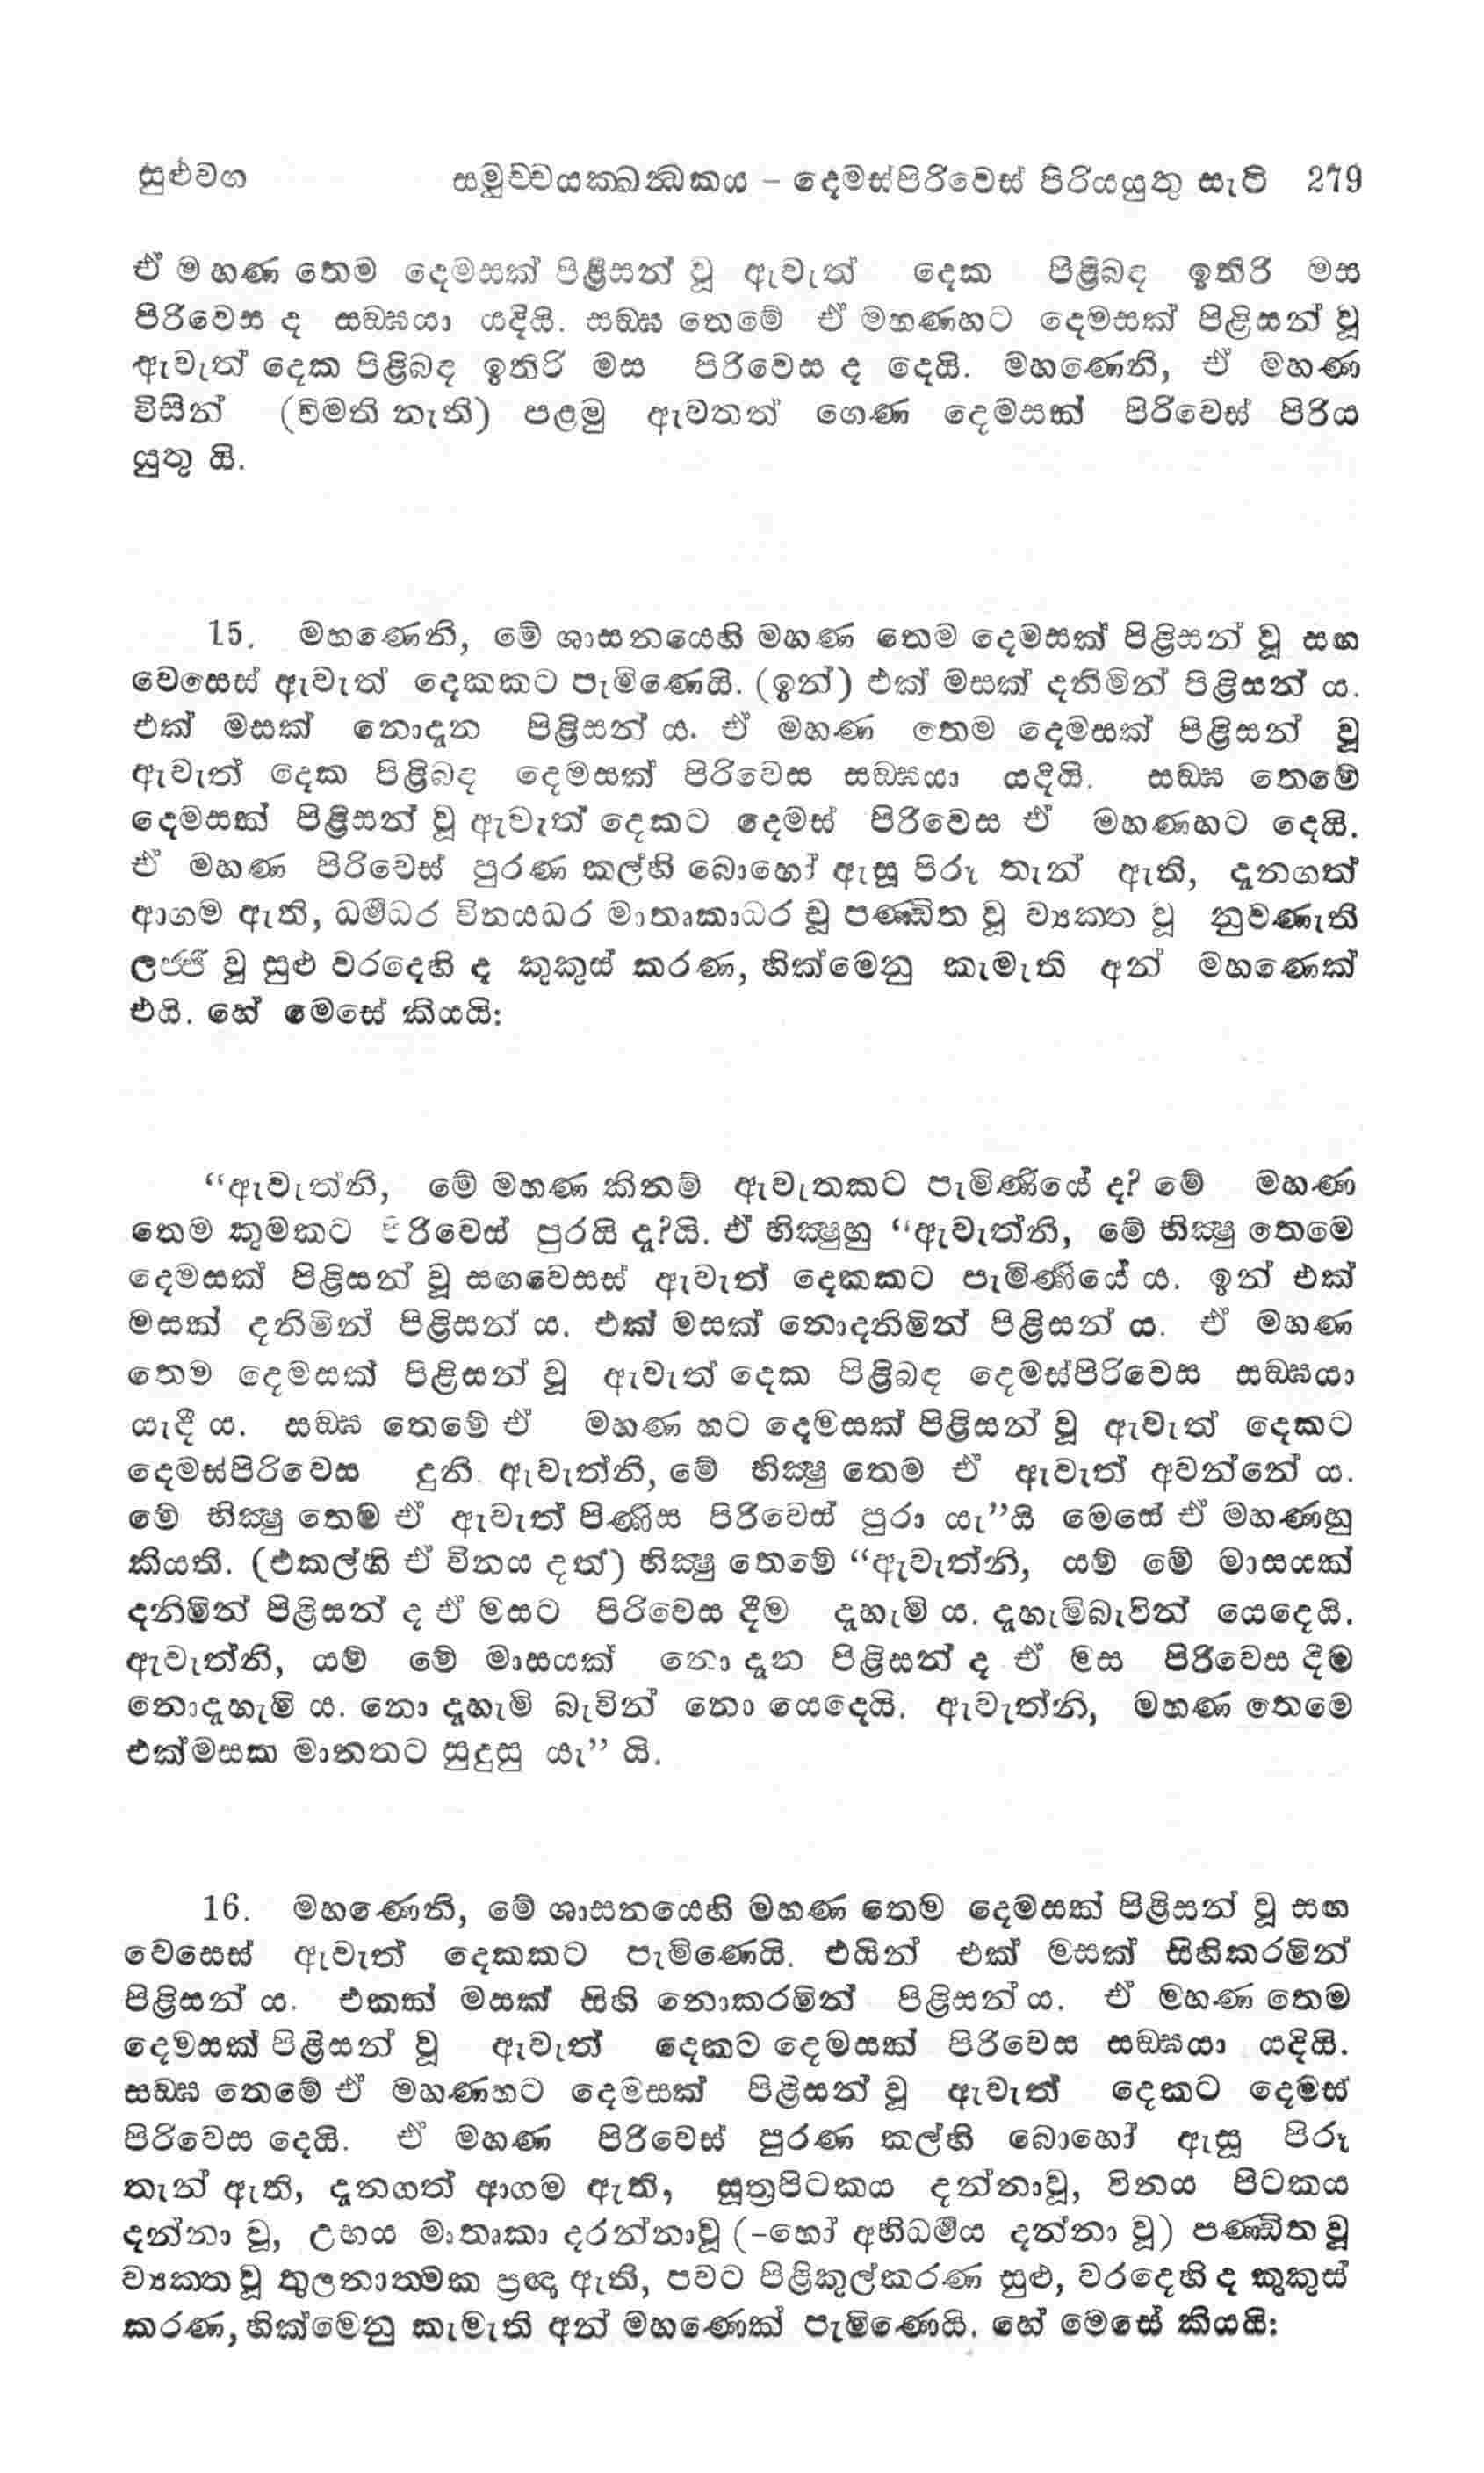 සුළුවග සමුච්චයක්ඛන්ධකය – දෙමස්පිරිවෙස් පිරියයුතු සැටි 279
ඒ මහණ තෙම දෙමසක් පිළිසන් වූ ඇවැත් දෙක පිළිබඳ ඉතිරි මස
පිරිවෙස ද සඞ්ඝයා යදියි. සඞ්ඝ තෙමේ ඒ මහණහට දෙමසක් පිළිසන් වූ
ඇවැත් දෙක පිළිබඳ ඉතිරි මස පිරිවෙස ද දෙයි. මහණෙනි, ඒ මහණ
විසින් (විමති නැති) පළමු ඇවතත් ගෙණ දෙමසක් පිරිවෙස් පිරිය
යුතු යි.
15. මහණෙනි, මේ ශාසනයෙහි මහණ තෙම දෙමසක් පිළිසන් වූ සඟ
වෙසෙස් ඇවැත් දෙකකට පැමිණෙයි. (ඉන්) එක් මසක් දනිමින් පිළිසන් ය.
එක් මසක් නොදැන පිළිසන් ය. ඒ මහණ තෙම දෙමසක් පිළිසන් වූ
ඇවැත් දෙක පිළිබඳ දෙමසක් පිරිවෙස සඞ්ඝයා යදියි. සඞ්ඝ තෙමේ
දෙමසක් පිළිසන් වූ ඇවැත් දෙකට දෙමස් පිරිවෙස ඒ මහණහට දෙයි.
ඒ මහණ පිරිවෙස් පුරණ කල්හි බොහෝ ඇසූ පිරූ තැන් ඇති, දැනගත්
ආගම ඇති, ධර්මධර විනයධර මාතෘකාධර වූ පණ්ඩිත වූ ව්‍යක්ත වූ නුවණැති
ලජ්ජී වූ සුළු වරදෙහි ද කුකුස් කරණ, හික්මෙනු කැමැති අන් මහණෙක්
එයි. හේ මෙසේ කියයි:
“ඇවැත්නි, මේ මහණ කිනම් ඇවැතකට පැමිණියේ ද? මේ මහණ
තෙම කුමකට පිරිවෙස් පුරයි දැ?යි. ඒ භික්‍ෂුහු “ඇවැත්නි, මේ භික්‍ෂු තෙමෙ
දෙමසක් පිළිසන් වූ සඟවෙසස් ඇවැත් දෙකකට පැමිණියේ ය. ඉන් එක්
මසක් දනිමින් පිළිසන් ය. එක් මසක් නොදනිමින් පිළිසන් ය. ඒ මහණ
තෙම දෙමසක් පිළිසන් වූ ඇවැත් දෙක පිළිබඳ දෙමස්පිරිවෙස සඞ්ඝයා
යැදී ය. සඞ්ඝ තෙමේ ඒ මහණ හට දෙමසක් පිළිසන් වූ ඇවැත් දෙකට
දෙමස්පිරිවෙස දුනි. ඇවැත්නි, මේ භික්‍ෂු තෙම ඒ ඇවැත් අවන්නේ ය.
මේ භික්‍ෂු තෙම ඒ ඇවැත් පිණිස පිරිවෙස් පුරා යැ”යි මෙසේ ඒ මහණහු
කියති. (එකල්හි ඒ විනය දත්) භික්‍ෂු තෙමේ “ඇවැත්නි, යම් මේ මාසයක්
දනිමින් පිළිසන් ද ඒ මසට පිරිවෙස දීම දැහැමි ය. දැහැමිබැවින් යෙදෙයි.
ඇවැත්නි, යම් මේ මාසයක් නො දැන පිළිසන් ද ඒ මස පිරිවෙස දීම
නොදැහැමි ය. නො දැහැමි බැවින් නො යෙදෙයි. ඇවැත්නි, මහණ තෙමෙ
එක්මසක මානතට සුදුසු යැ” යි.
16. මහණෙනි, මේ ශාසනයෙහි මහණ තෙම දෙමසක් පිළිසන් වූ සඟ
වෙසෙස් ඇවැත් දෙකකට පැමිණෙයි. එයින් එක් මසක් සිහිකරමින්
පිළිසන් ය. එකක් මසක් සිහි නොකරමින් පිළිසන් ය. ඒ මහණ තෙම
දෙමසක් පිළිසන් වූ ඇවැත් දෙකට දෙමසක් පිරිවෙස සඞ්ඝයා යදියි.
සඞ්ඝ තෙමේ ඒ මහණහට දෙමසක් පිළිසන් වූ ඇවැත් දෙකට දෙමස්
පිරිවෙස දෙයි. ඒ මහණ පිරිවෙස් පුරණ කල්හි බොහෝ ඇසූ පිරූ
තැන් ඇති, දැනගත් ආගම ඇති, සූත්‍රපිටකය දන්නාවූ, විනය පිටකය
දන්නා වූ, උභය මාතෘකා දරන්නාවූ (-හෝ අභිධර්මය දන්නා වූ) පණ්ඩිත වූ
ව්‍යක්ත වූ තුලනාත්මක ප්‍රඥා ඇති, පවට පිළිකුල්කරණ සුළු, වරදෙහි ද කුකුස්
කරණ, හික්මෙනු කැමැති අන් මහණෙක් පැමිණෙයි. හේ මෙසේ කියයි: